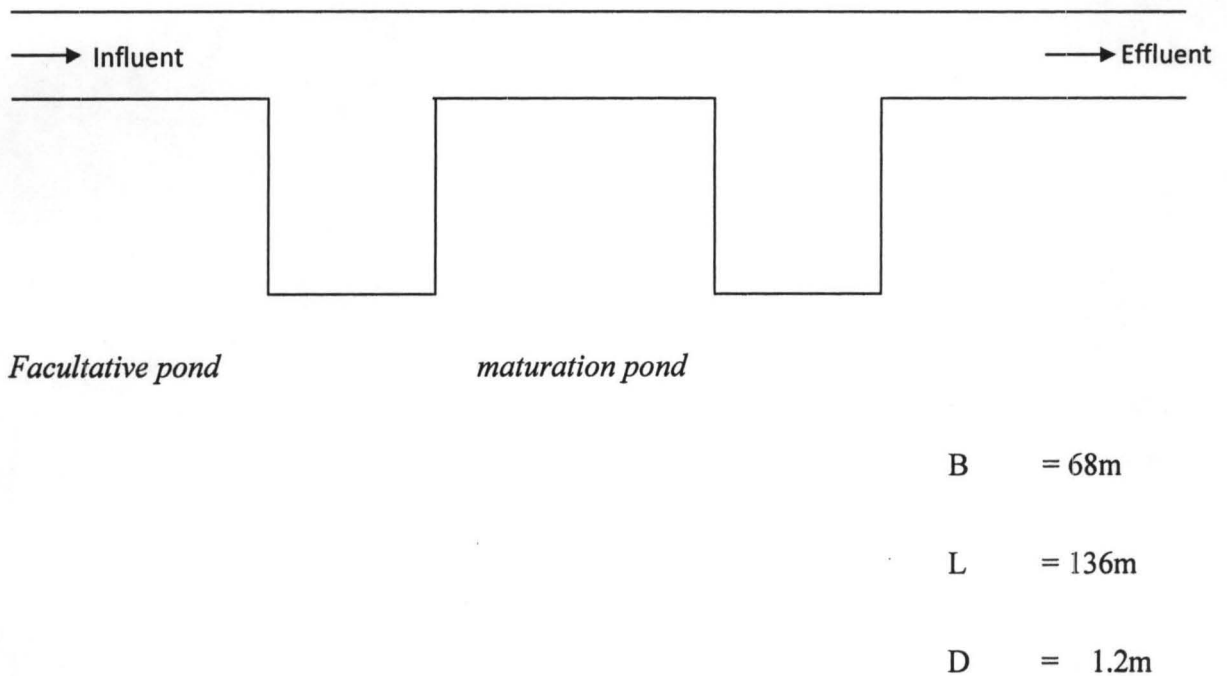 Influent Effluent
Facultative pond maturation pond
B = 68m
L = 136m
D = 1.2m